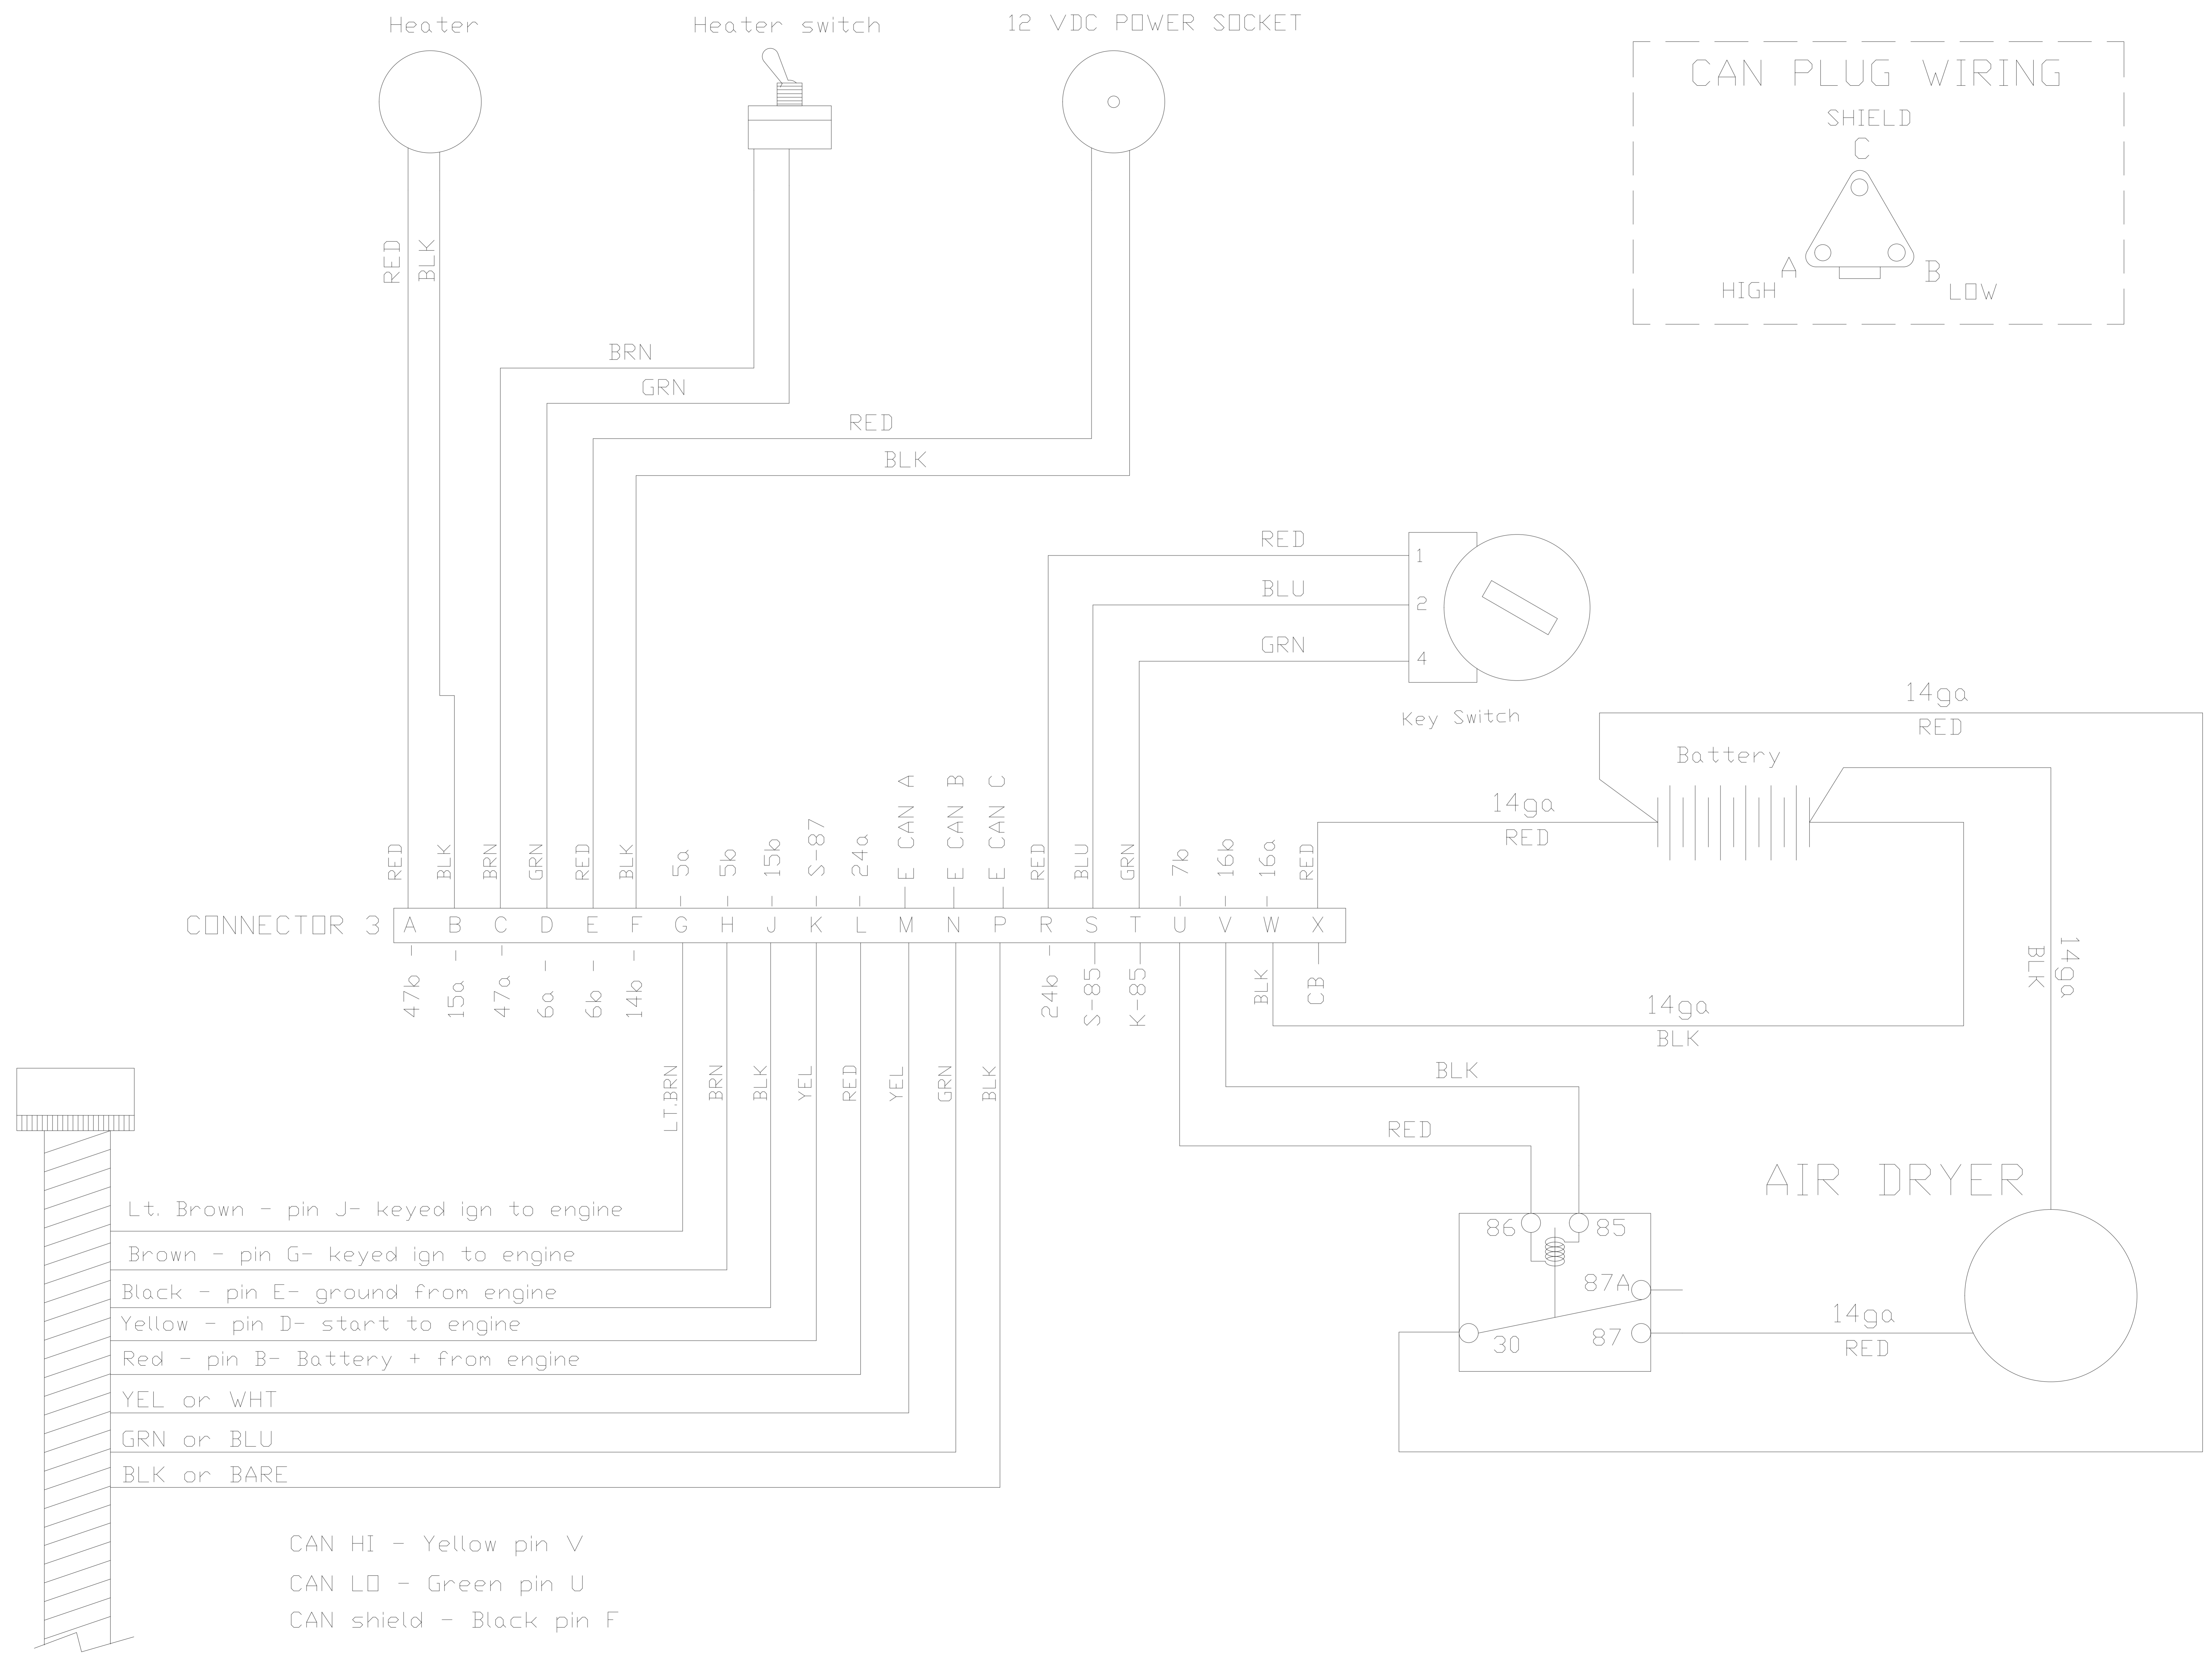 Heater
Heater switch
12 VDC POWER SOCKET
CAN PLUG WIRING
SHIELD
C
A
B
HIGH
LOW
RED
BLK
BRN
GRN
RED
BLK
RED
1
BLU
2
GRN
4
Key Switch
14ga
RED
Battery
14ga
RED
RED
BLK
BRN
GRN
RED
BLK
5a
5b
15b
S-87
24a
E CAN A
E CAN B
E CAN C
RED
BLU
GRN
7b
16b
16a
RED
CONNECTOR 3
A B C D E F G H J K L M N P R S T U V W X
47b
15a
47a
6a
6b
14b
24b
S-85
K-85
BLK
CB
14ga
BLK
14ga
BLK
LT.BRN
BRN
BLK
YEL
RED
YEL
GRN
BLK
BLK
RED
AIR DRYER
86
85
87A
30
87
14ga
RED
Lt. Brown - pin J- keyed ign to engine
Brown - pin G- keyed ign to engine
Black - pin E- ground from engine
Yellow - pin D- start to engine
Red - pin B- Battery + from engine
YEL or WHT
GRN or BLU
BLK or BARE
CAN HI - Yellow pin V
CAN LO - Green pin U
CAN shield - Black pin F